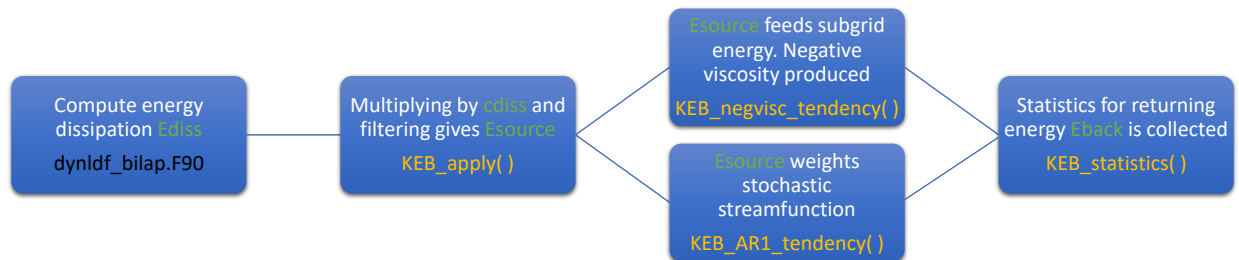 Compute energy
dissipation Ediss
dynldf_bilap.F90
Multiplying by cdiss and
filtering gives Esource
KEB_apply( )
Esource feeds subgrid
energy. Negative
viscosity produced
KEB_negvisc_tendency( )
Esource weights
stochastic
streamfunction
KEB_AR1_tendency( )
Statistics for returning
energy Eback is collected
KEB_statistics( )